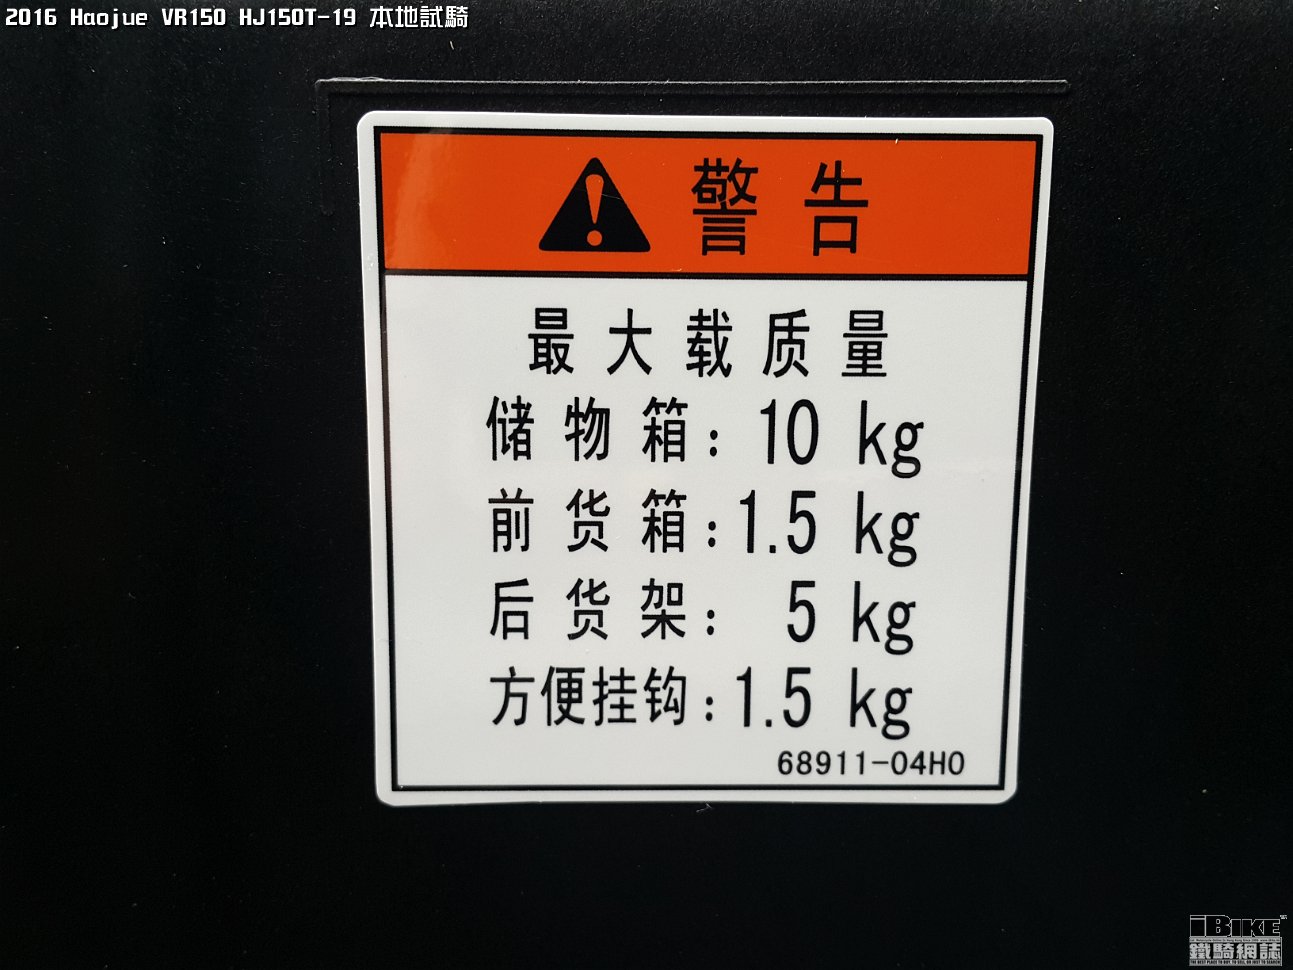 2016 Haojue VR150 HJ150T-19 本地試騎
警告
最大载质量
储物箱: 10 kg
前货箱: 1.5 kg
后货架: 5 kg
方便挂钩: 1.5 kg
68911-04H0
iBIKE
鐵騎網誌